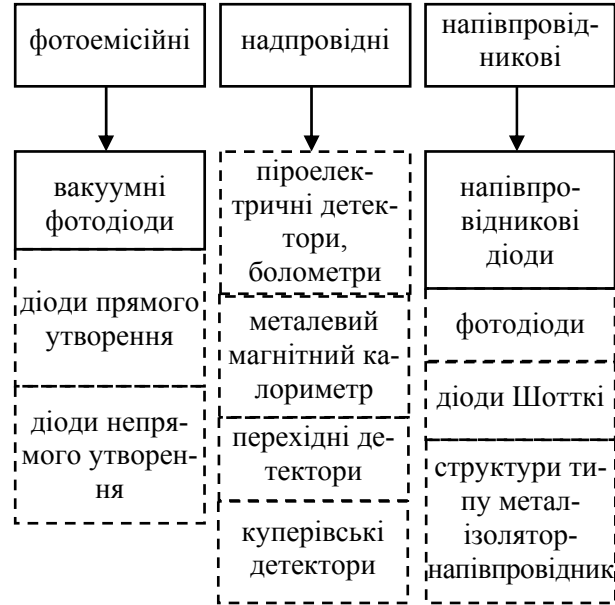 фотоемісійні
надпровідні
напівпровід-
никові
вакуумні
фотодіоди
діоди прямого
утворення
діоди непря-
мого утворен-
ня
піроелек-
тричні детек-
тори,
болометри
металевий
магнітний ка-
лориметр
перехідні де-
тектори
куперівські
детектори
напівпро-
відникові
діоди
фотодіоди
діоди Шотткі
структури ти-
пу метал-
ізолятор-
напівпровідник